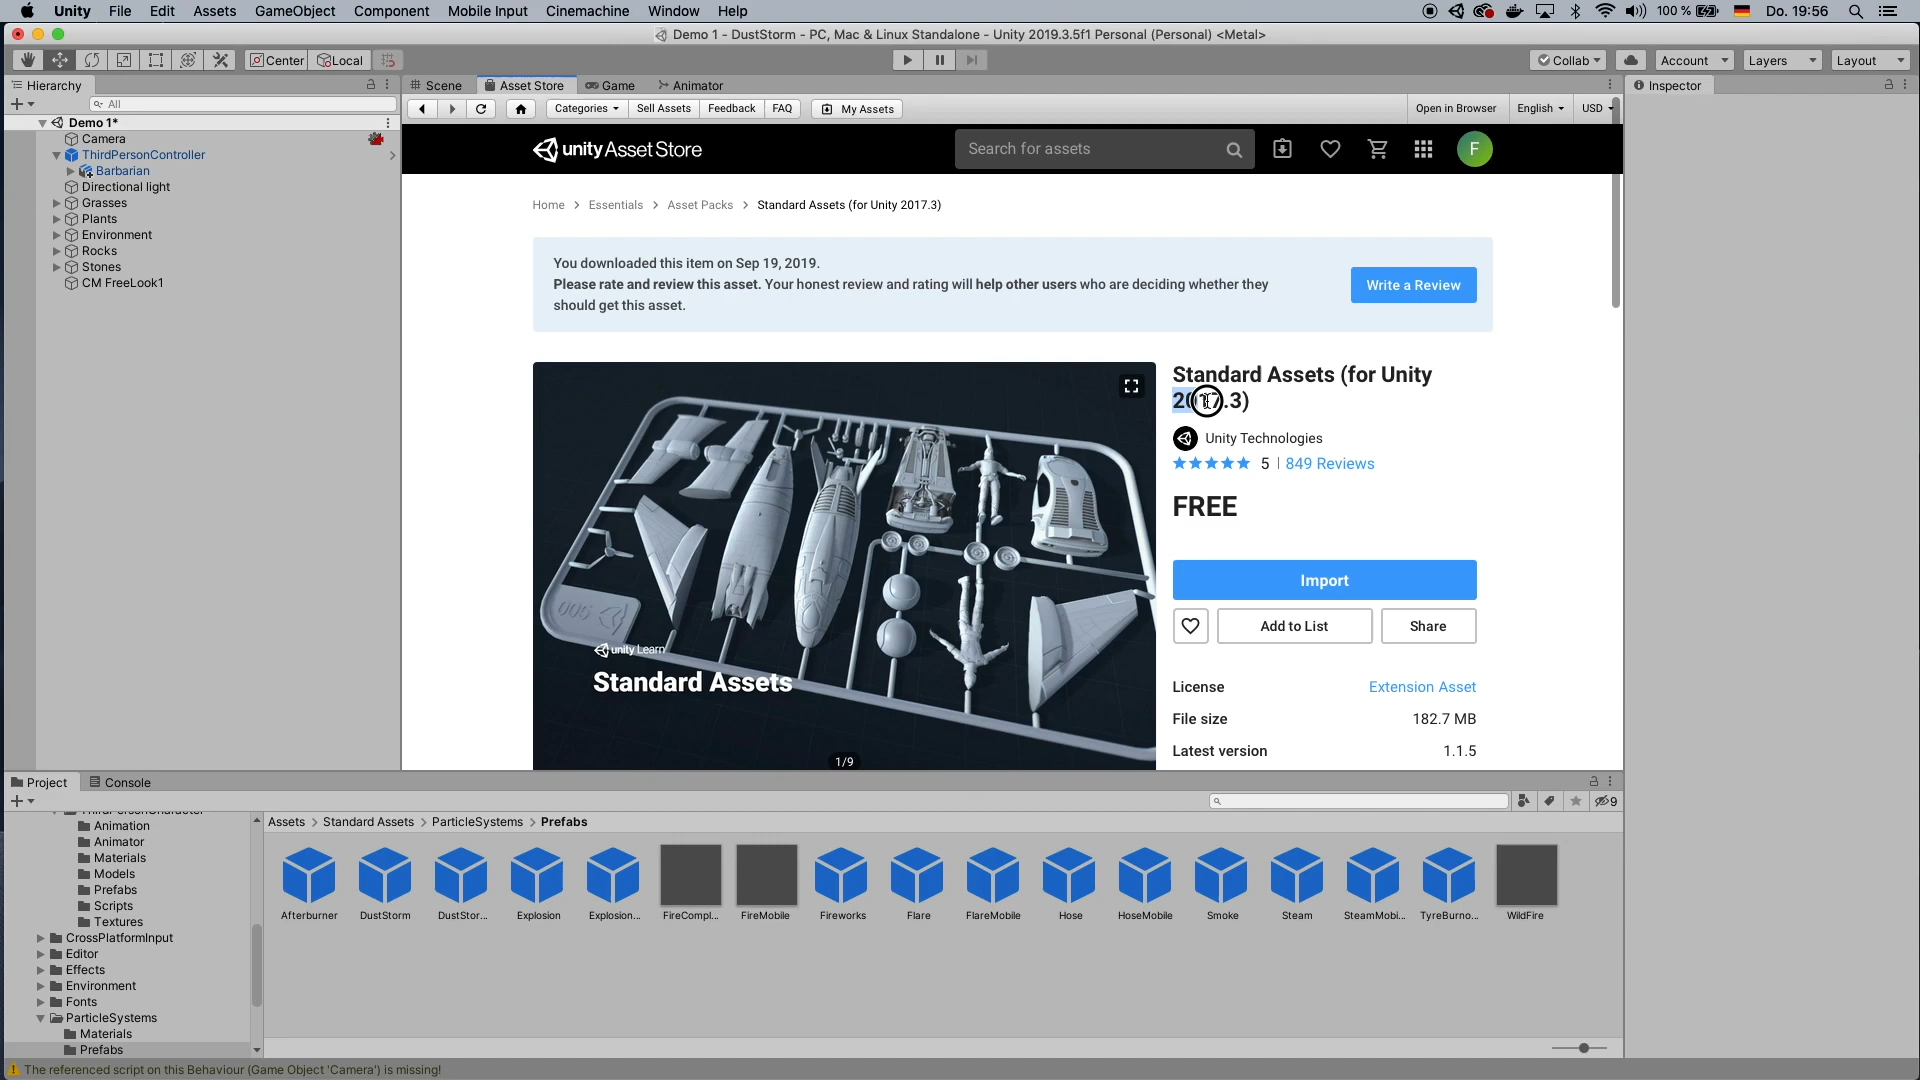 Unity File Edit Assets GameObject Component Mobile Input Cinemachine Window Help
100 % Do. 19:56
Demo 1 - DustStorm - PC, Mac & Linux Standalone - Unity 2019.3.5f1 Personal (Personal) <Metal>
Center Local Collab Account Layers Layout
Hierarchy
All
Demo 1*
Camera
ThirdPersonController
Barbarian
Directional light
Grasses
Plants
Environment
Rocks
Stones
CM FreeLook1
Scene Asset Store Game Animator
Categories Sell Assets Feedback FAQ My Assets Open in Browser English USD
unity Asset Store
Search for assets
F
Home > Essentials > Asset Packs > Standard Assets (for Unity 2017.3)
You downloaded this item on Sep 19, 2019.
Please rate and review this asset. Your honest review and rating will help other users who are deciding whether they
should get this asset.
Write a Review
005
unity Learn
Standard Assets
1/9
Standard Assets (for Unity
2017.3)
Unity Technologies
5 | 849 Reviews
FREE
Import
Add to List Share
License Extension Asset
File size 182.7 MB
Latest version 1.1.5
Inspector
Project Console
9
Animation
Animator
Materials
Models
Prefabs
Scripts
Textures
CrossPlatformInput
Editor
Effects
Environment
Fonts
ParticleSystems
Materials
Prefabs
Assets > Standard Assets > ParticleSystems > Prefabs
Afterburner DustStorm DustStor... Explosion Explosion... FireCompl... FireMobile Fireworks Flare FlareMobile Hose HoseMobile Smoke Steam SteamMobi... TyreBurno... WildFire
The referenced script on this Behaviour (Game Object 'Camera') is missing!